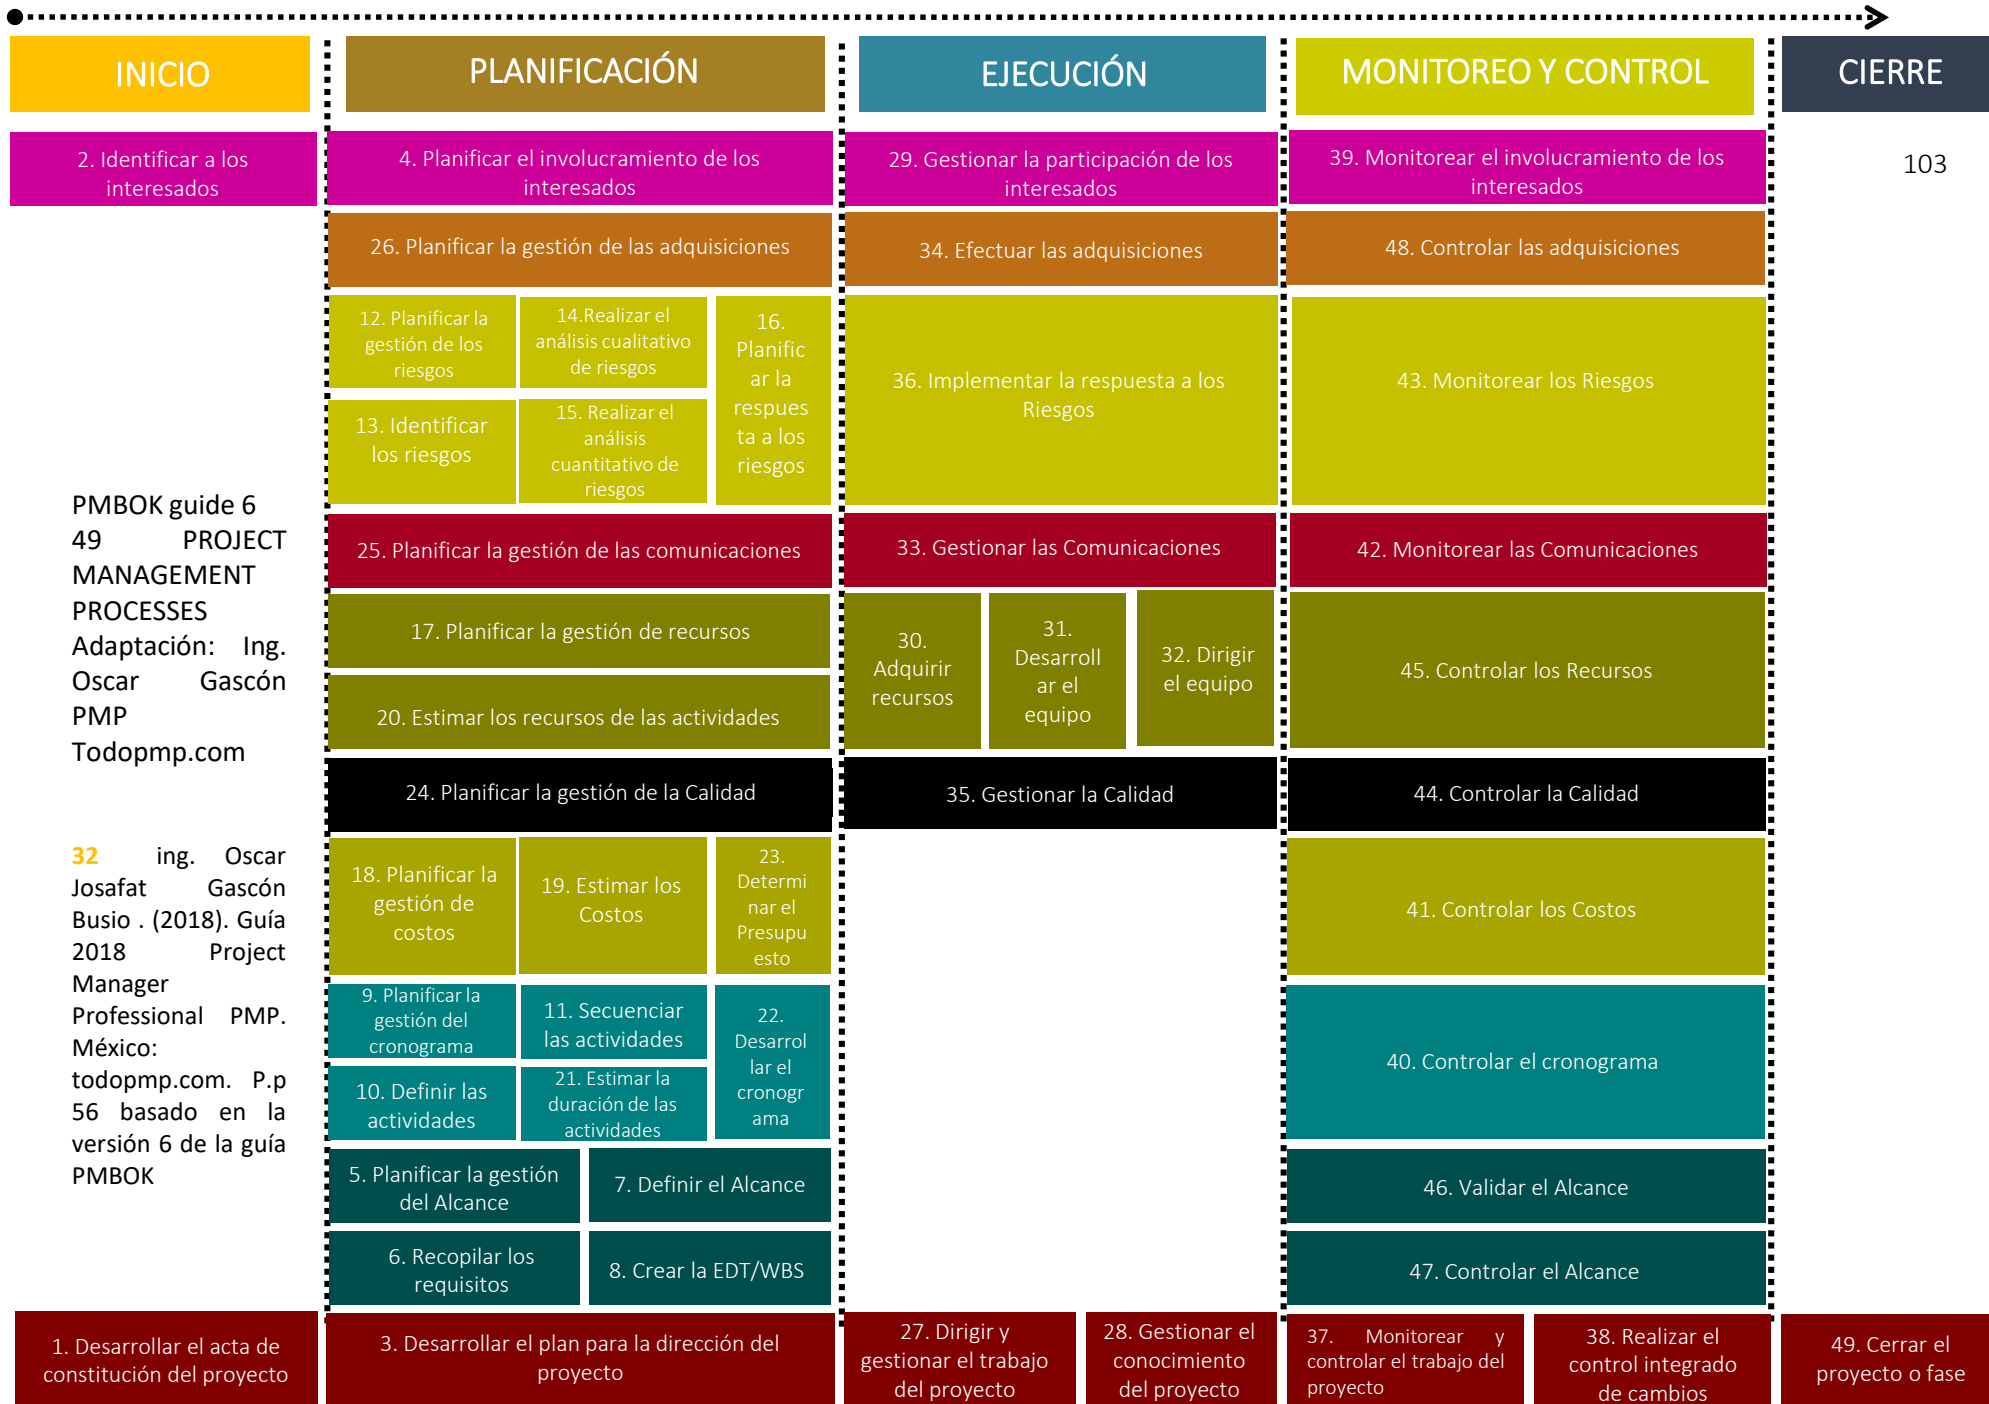 INICIO
PLANIFICACIÓN
EJECUCIÓN
MONITOREO Y CONTROL
CIERRE
2. Identificar a los
interesados
4. Planificar el involucramiento de los
interesados
29. Gestionar la participación de los
interesados
39. Monitorear el involucramiento de los
interesados
103
26. Planificar la gestión de las adquisiciones
34. Efectuar las adquisiciones
48. Controlar las adquisiciones
12. Planificar la
gestión de los
riesgos
14.Realizar el
análisis cualitativo
de riesgos
16.
Planific
ar la
respues
ta a los
riesgos
13. Identificar
los riesgos
15. Realizar el
análisis
cuantitativo de
riesgos
36. Implementar la respuesta a los
Riesgos
43. Monitorear los Riesgos
PMBOK guide 6
49 PROJECT
MANAGEMENT
PROCESSES
Adaptación: Ing.
Oscar Gascón
PMP
Todopmp.com
25. Planificar la gestión de las comunicaciones
33. Gestionar las Comunicaciones
42. Monitorear las Comunicaciones
17. Planificar la gestión de recursos
20. Estimar los recursos de las actividades
30.
Adquirir
recursos
31.
Desarroll
ar el
equipo
32. Dirigir
el equipo
45. Controlar los Recursos
24. Planificar la gestión de la Calidad
35. Gestionar la Calidad
44. Controlar la Calidad
32 ing. Oscar
Josafat Gascón
Busio . (2018). Guía
2018 Project
Manager
Professional PMP.
México:
todopmp.com. P.p
56 basado en la
versión 6 de la guía
PMBOK
18. Planificar la
gestión de
costos
19. Estimar los
Costos
23.
Determi
nar el
Presupu
esto
41. Controlar los Costos
9. Planificar la
gestión del
cronograma
11. Secuenciar
las actividades
22.
Desarrol
lar el
cronogr
ama
10. Definir las
actividades
21. Estimar la
duración de las
actividades
40. Controlar el cronograma
5. Planificar la gestión
del Alcance
7. Definir el Alcance
46. Validar el Alcance
6. Recopilar los
requisitos
8. Crear la EDT/WBS
47. Controlar el Alcance
1. Desarrollar el acta de
constitución del proyecto
3. Desarrollar el plan para la dirección del
proyecto
27. Dirigir y
gestionar el trabajo
del proyecto
28. Gestionar el
conocimiento
del proyecto
37. Monitorear y
controlar el trabajo del
proyecto
38. Realizar el
control integrado
de cambios
49. Cerrar el
proyecto o fase